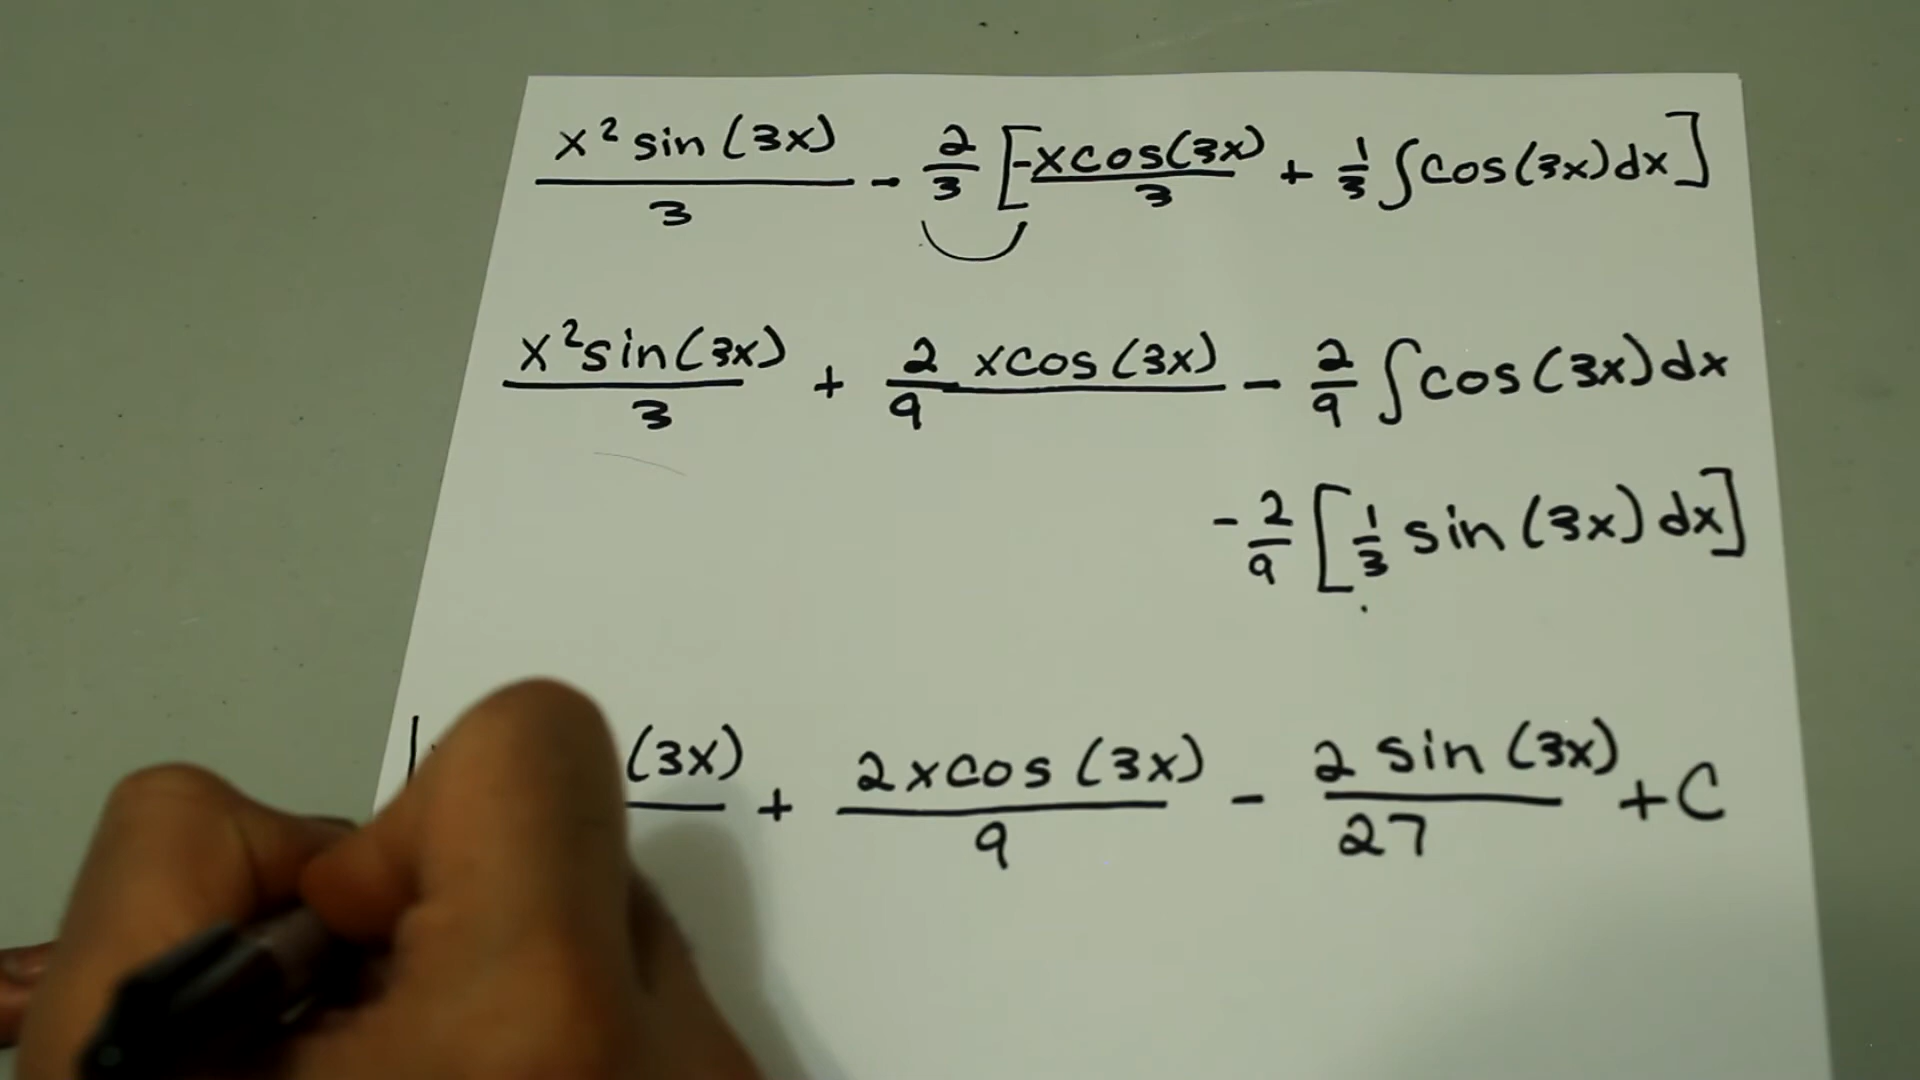 x² sin (3x)/3 - 2/3 [-xcos(3x)/3 + 1/3 ∫cos(3x)dx]
x²sin(3x)/3 + 2/9 xcos(3x) - 2/9 ∫cos(3x)dx
-2/9 [1/3 sin(3x)dx]
(3x) + 2xcos(3x)/9 - 2 sin(3x)/27 + C